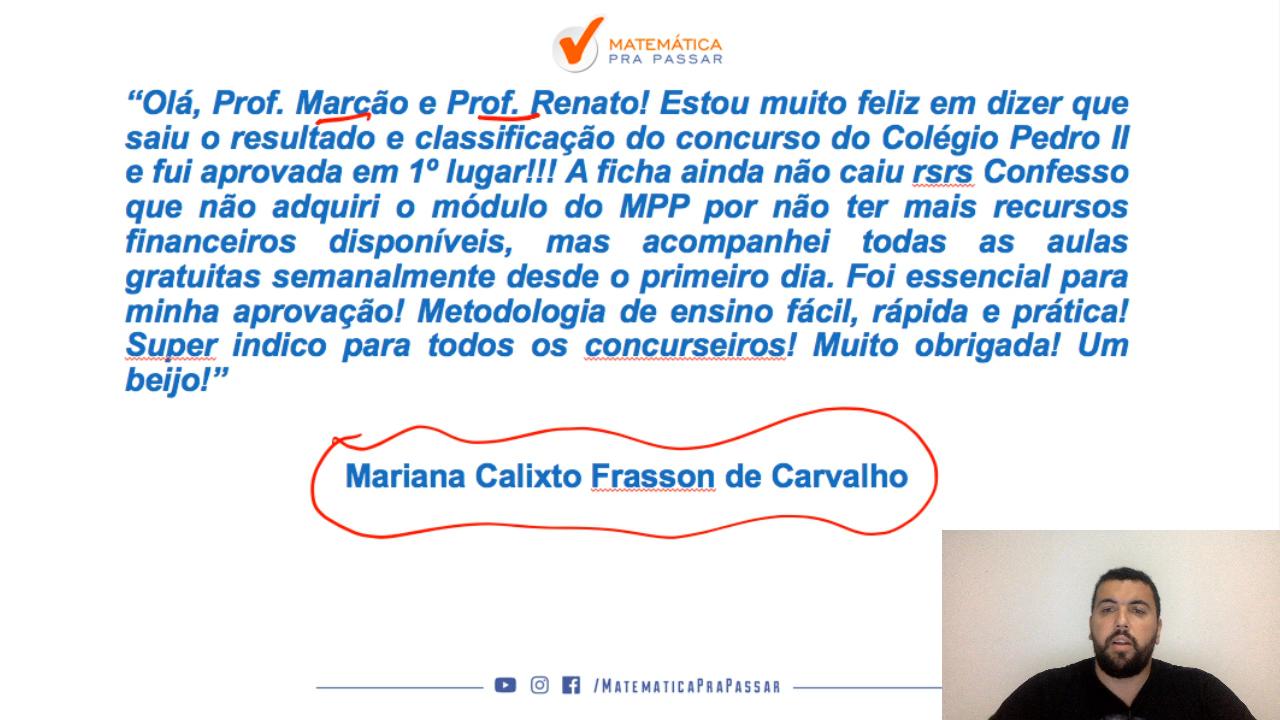 MATEMÁTICA
PRA PASSAR
“Olá, Prof. Marcão e Prof. Renato! Estou muito feliz em dizer que
saiu o resultado e classificação do concurso do Colégio Pedro II
e fui aprovada em 1º lugar!!! A ficha ainda não caiu rsrs Confesso
que não adquiri o módulo do MPP por não ter mais recursos
financeiros disponíveis, mas acompanhei todas as aulas
gratuitas semanalmente desde o primeiro dia. Foi essencial para
minha aprovação! Metodologia de ensino fácil, rápida e prática!
Super indico para todos os concurseiros! Muito obrigada! Um
beijo!”
Mariana Calixto Frasson de Carvalho
/MatematicaPraPassar